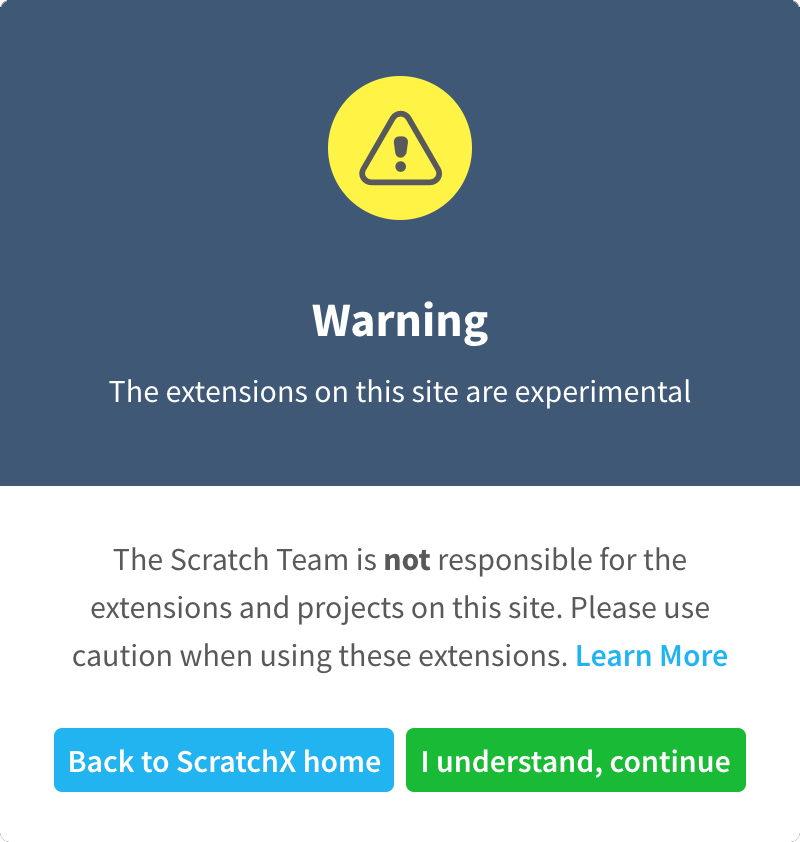 Warning
The extensions on this site are experimental
The Scratch Team is not responsible for the
extensions and projects on this site. Please use
caution when using these extensions. Learn More
Back to ScratchX home
I understand, continue